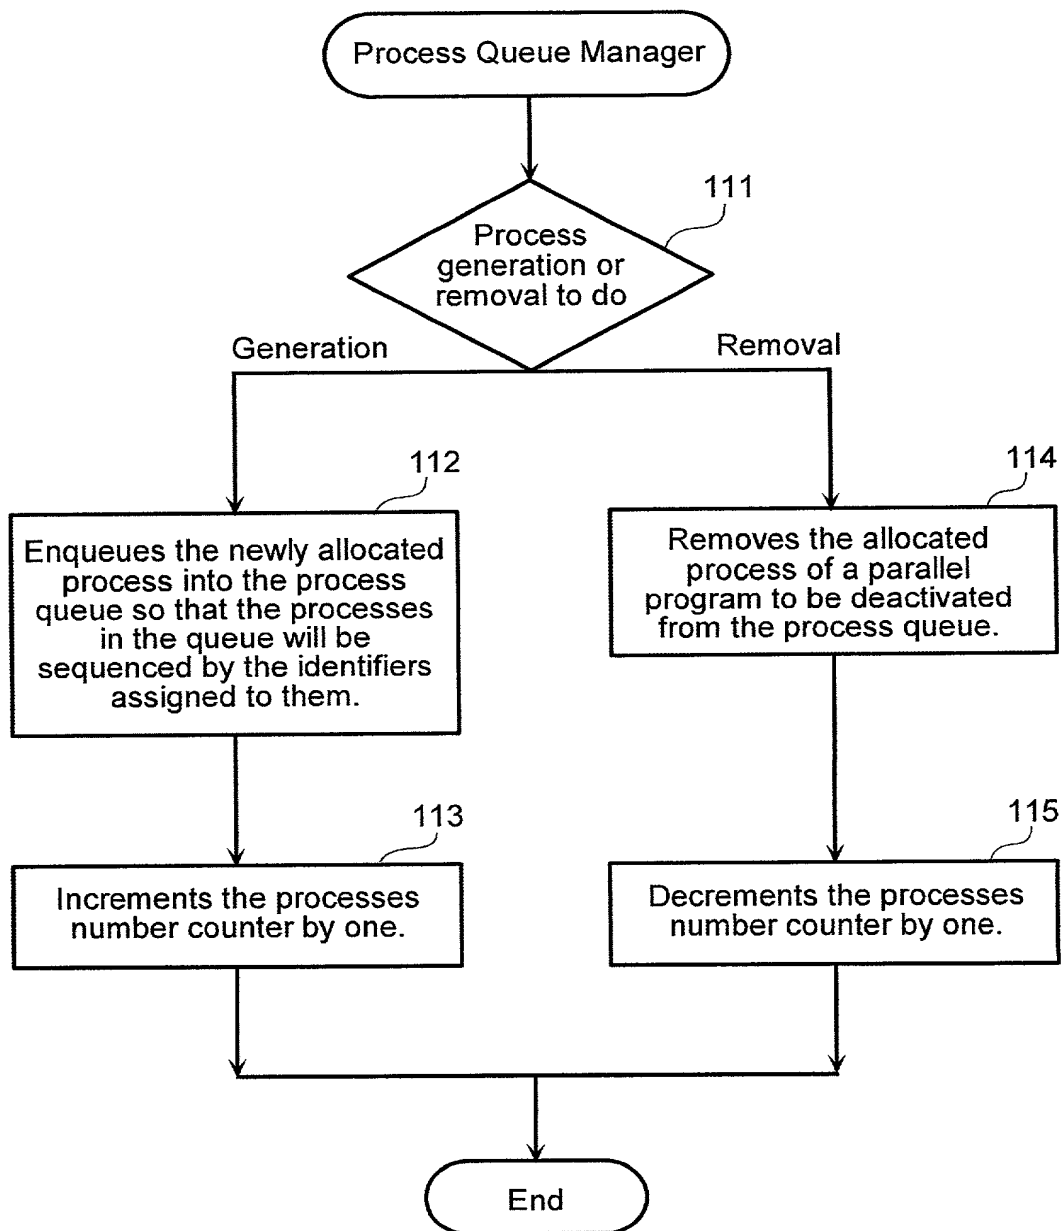 Process Queue Manager
111
Process
generation or
removal to do
Generation
Removal
112
Enqueues the newly allocated
process into the process
queue so that the processes
in the queue will be
sequenced by the identifiers
assigned to them.
114
Removes the allocated
process of a parallel
program to be deactivated
from the process queue.
113
Increments the processes
number counter by one.
115
Decrements the processes
number counter by one.
End